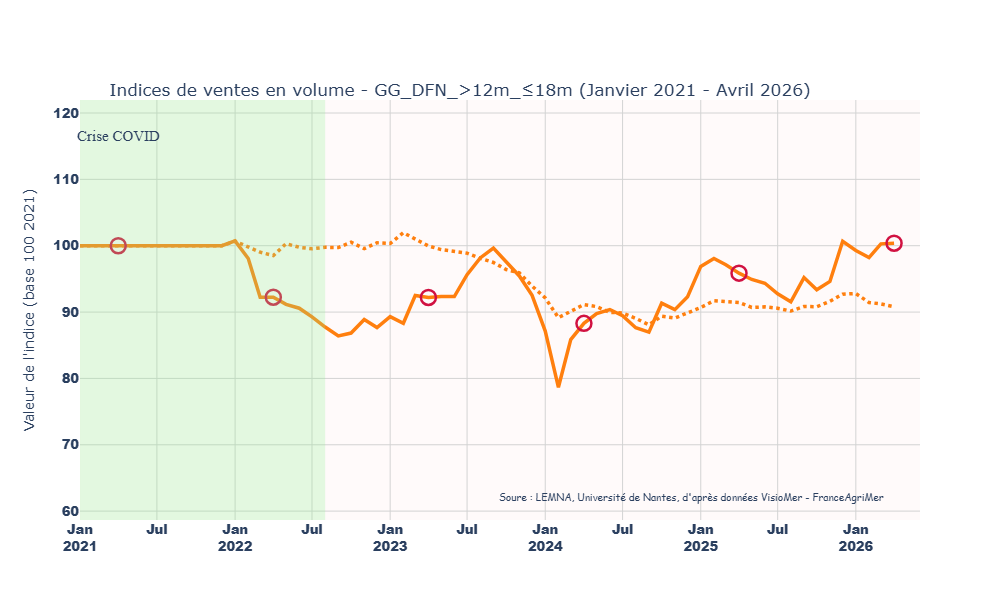 Indices de ventes en volume - GG_DFN_>12m_≤18m (Janvier 2021 - Avril 2026)
Valeur de l'indice (base 100 2021)
120
Crise COVID
110
100
90
80
70
Soure : LEMNA, Université de Nantes, d'après données VisioMer - FranceAgriMer
60
Jan Jul Jan Jul Jan Jul Jan Jul Jan Jul Jan
2021 2022 2023 2024 2025 2026